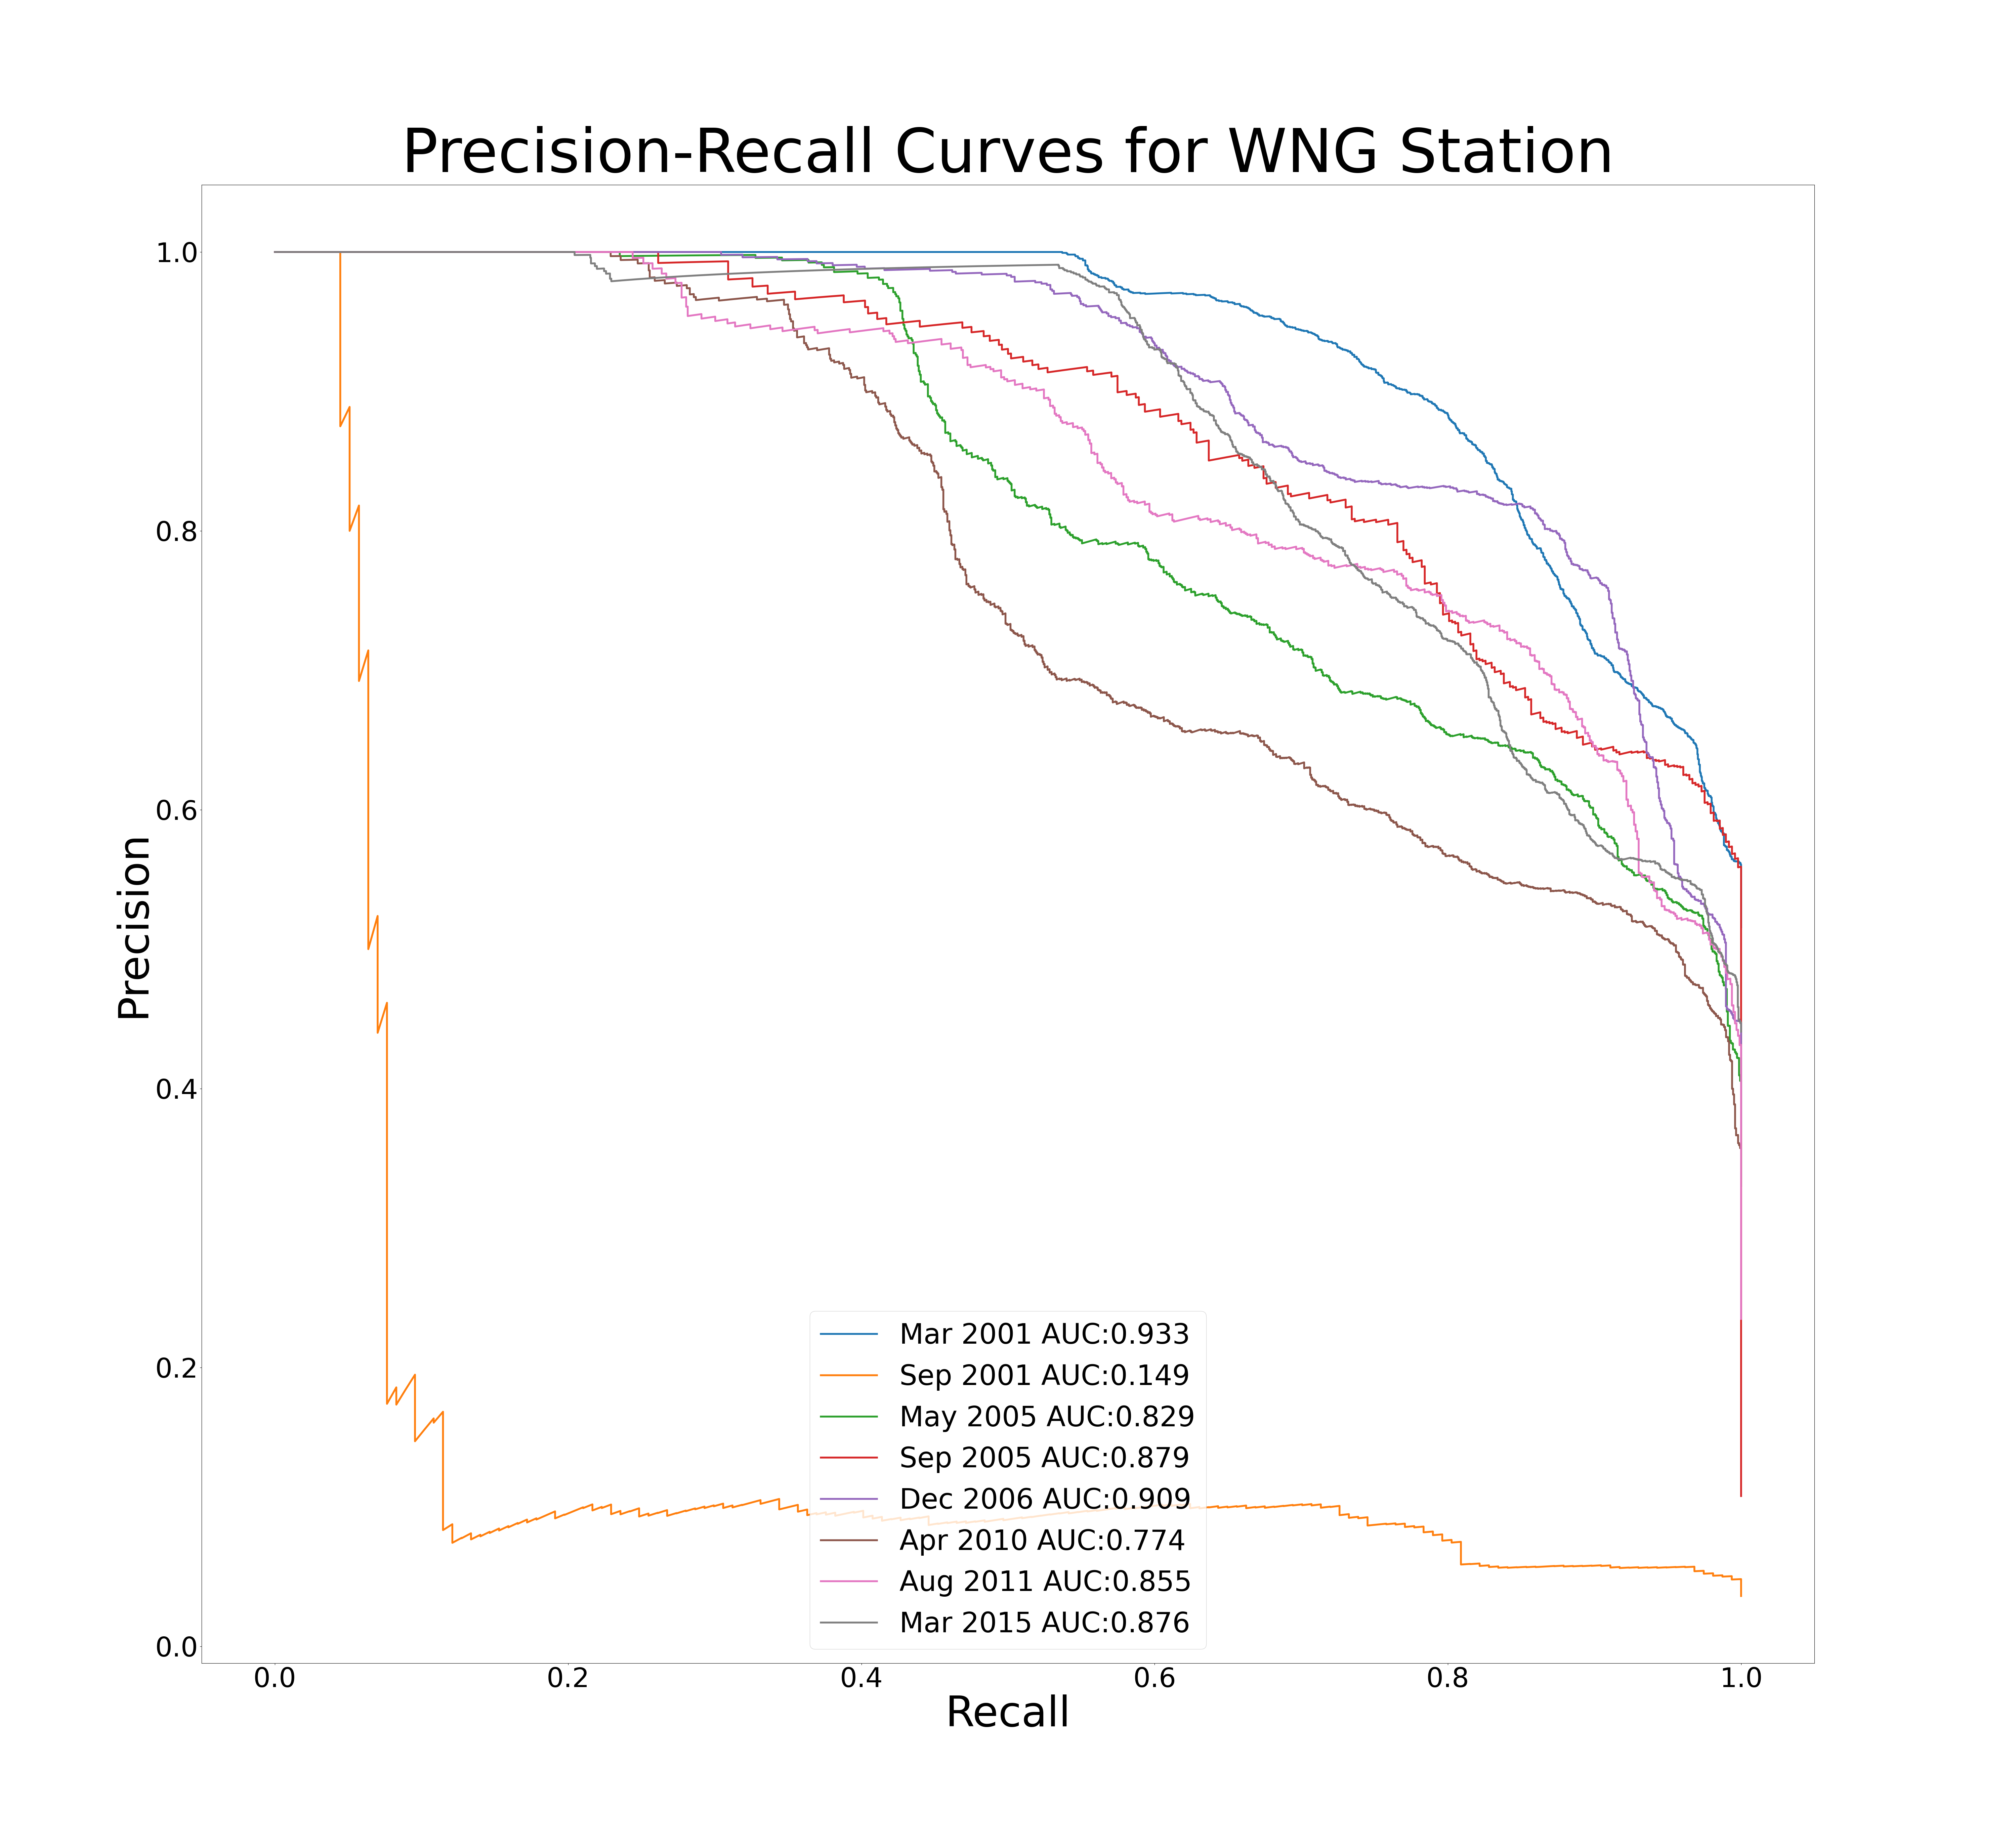 Precision-Recall Curves for WNG Station
Precision
1.0
0.8
0.6
0.4
0.2
0.0
Mar 2001 AUC:0.933
Sep 2001 AUC:0.149
May 2005 AUC:0.829
Sep 2005 AUC:0.879
Dec 2006 AUC:0.909
Apr 2010 AUC:0.774
Aug 2011 AUC:0.855
Mar 2015 AUC:0.876
0.0 0.2 0.4 0.6 0.8 1.0
Recall